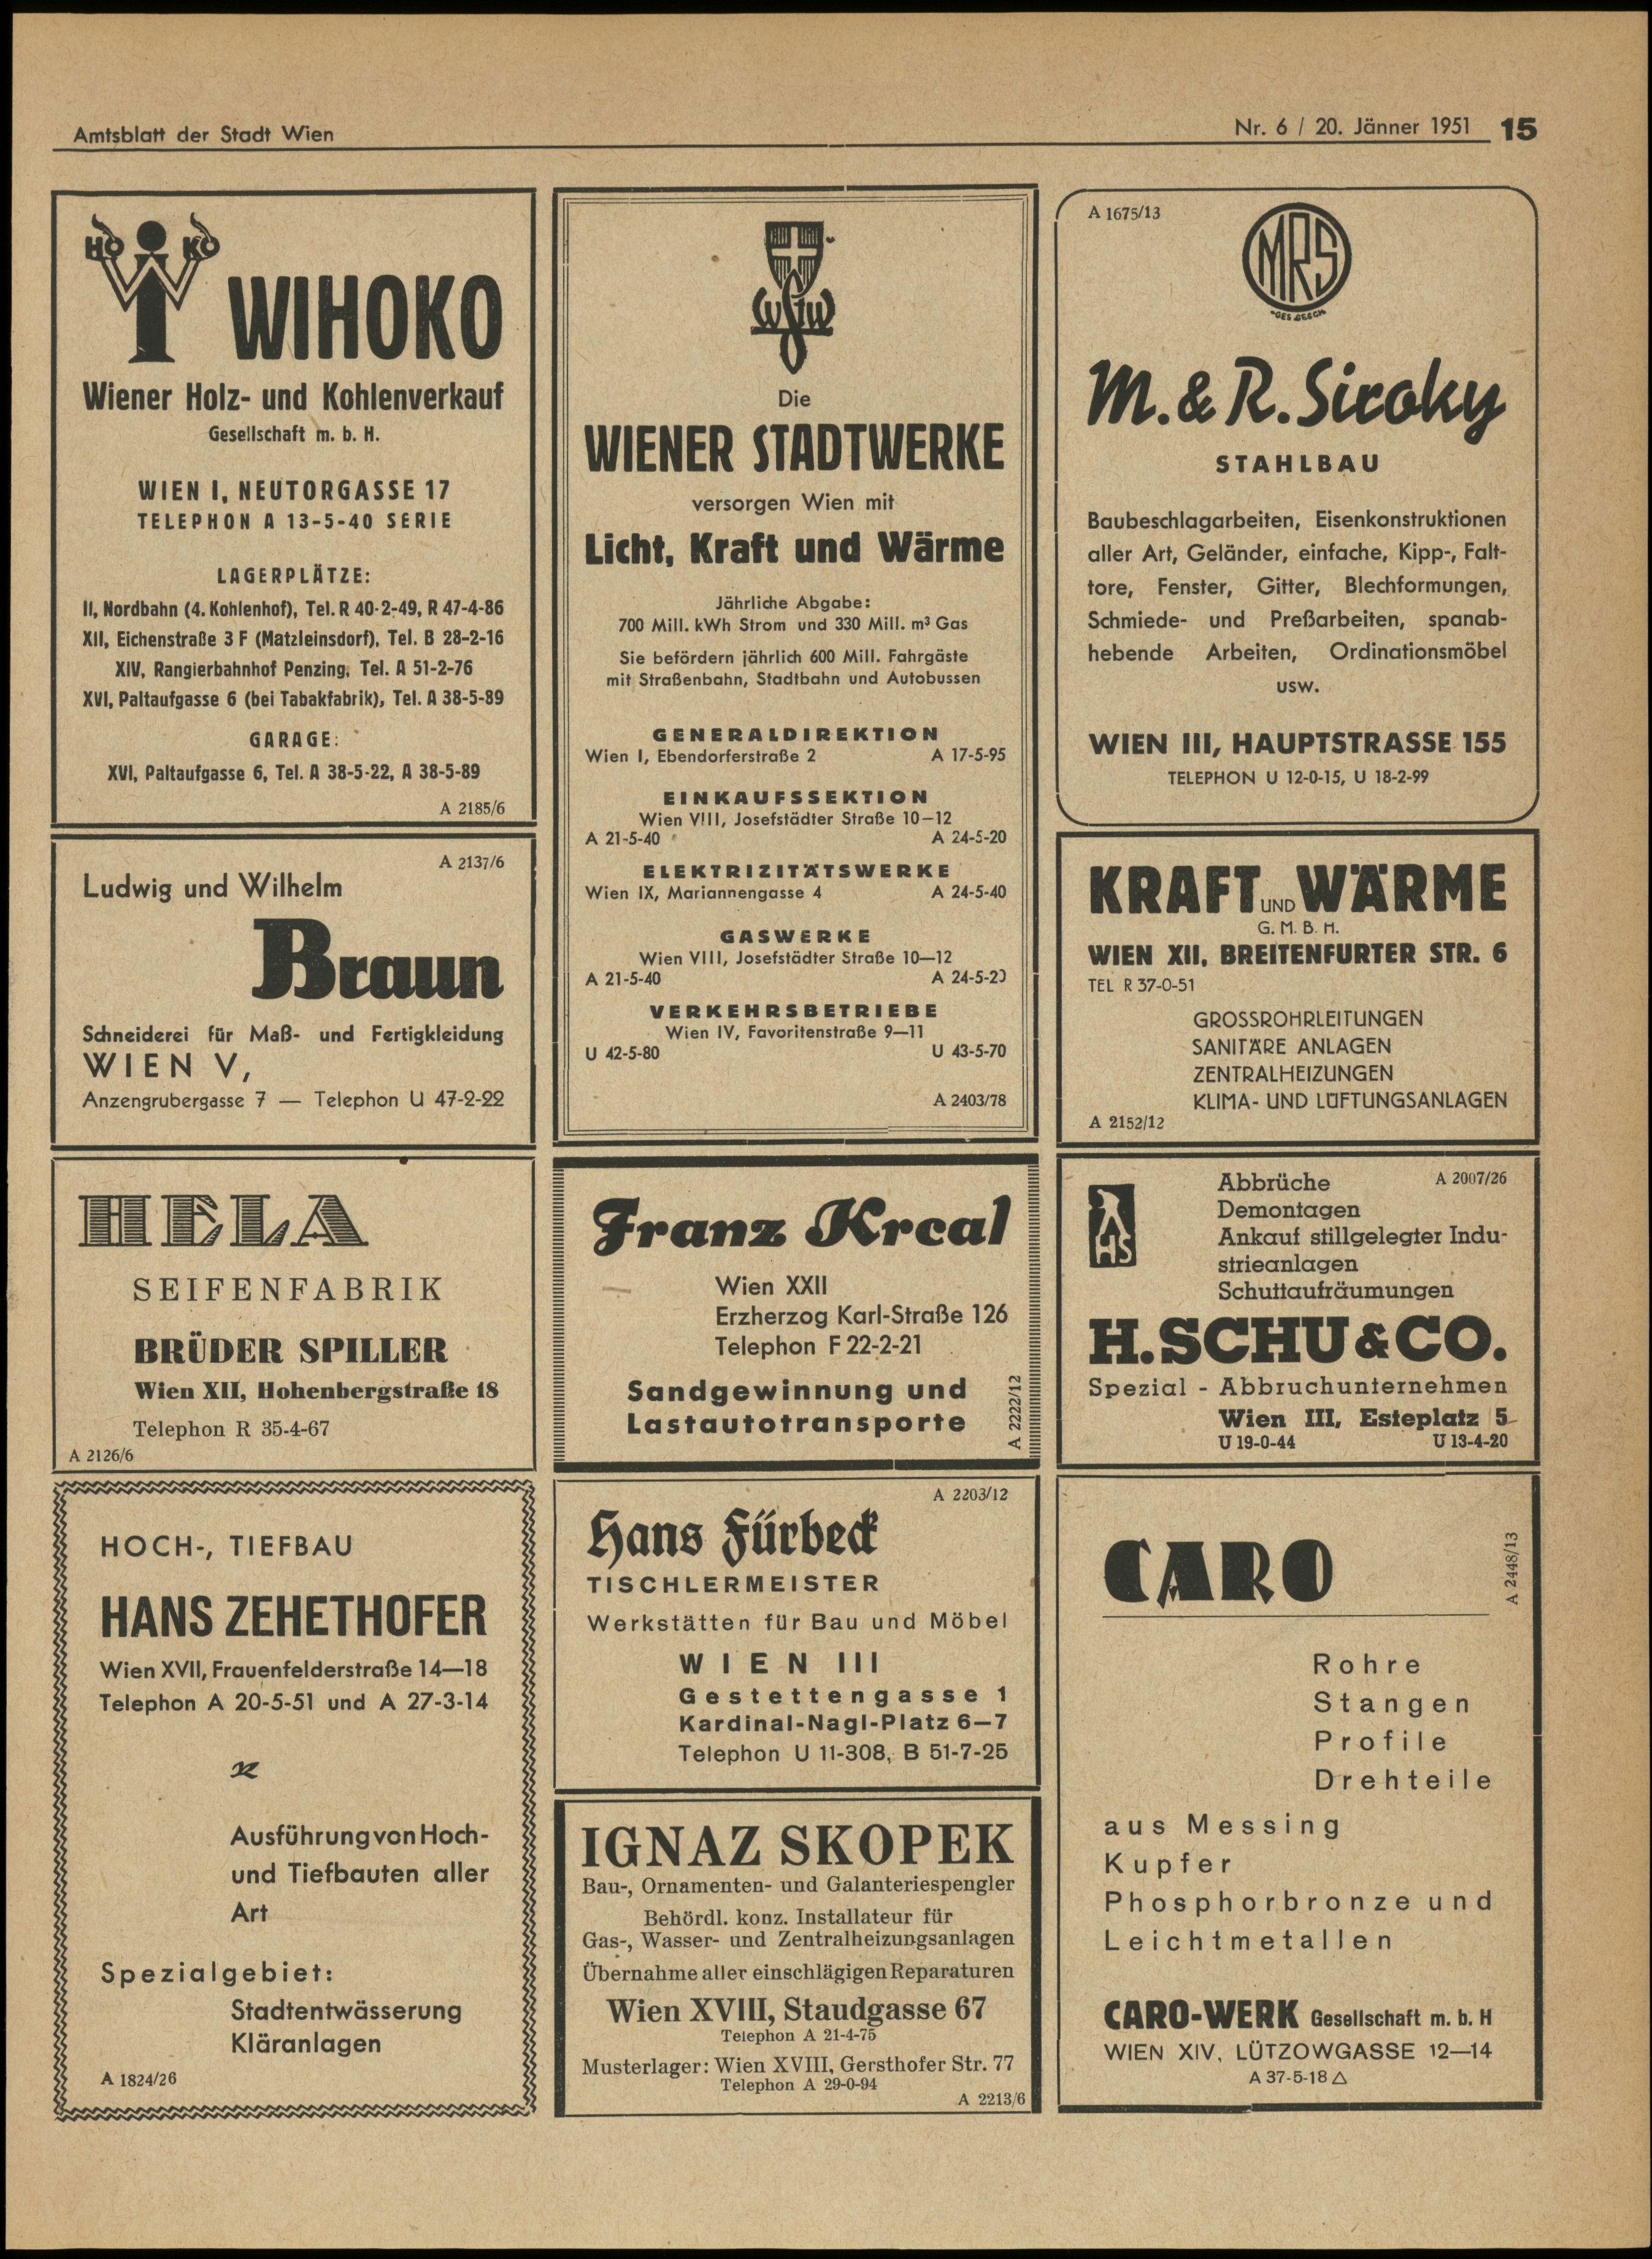 Amtsblatt der Stadt Wien
Nr. 6 / 20. Jänner 1951 15
HO KO
WIHOKO
Wiener Holz- und Kohlenverkauf
Gesellschaft m. b. H.
WIEN I, NEUTORGASSE 17
TELEPHON A 13-5-40 SERIE
LAGERPLÄTZE:
II, Nordbahn (4. Kohlenhof), Tel. R 40-2-49, R 47-4-86
XII, Eichenstraße 3 F (Matzleinsdorf), Tel. B 28-2-16
XIV, Rangierbahnhof Penzing, Tel. A 51-2-76
XVI, Paltaufgasse 6 (bei Tabakfabrik), Tel. A 38-5-89
GARAGE:
XVI, Paltaufgasse 6, Tel. A 38-5-22, A 38-5-89
A 2185/6
A 2137/6
Ludwig und Wilhelm
Braun
Schneiderei für Maß- und Fertigkleidung
WIEN V,
Anzengrubergasse 7 — Telephon U 47-2-22
HELA
SEIFENFABRIK
BRÜDER SPILLER
Wien XII, Hohenbergstraße 18
Telephon R 35-4-67
A 2126/6
HOCH-, TIEFBAU
HANS ZEHETHOFER
Wien XVII, Frauenfelderstraße 14—18
Telephon A 20-5-51 und A 27-3-14
Ausführung von Hoch-
und Tiefbauten aller
Art
Spezialgebiet:
Stadtentwässerung
Kläranlagen
A 1824/26
WStW
Die
WIENER STADTWERKE
versorgen Wien mit
Licht, Kraft und Wärme
Jährliche Abgabe:
700 Mill. kWh Strom und 330 Mill. m³ Gas
Sie befördern jährlich 600 Mill. Fahrgäste
mit Straßenbahn, Stadtbahn und Autobussen
GENERALDIREKTION
Wien I, Ebendorferstraße 2 A 17-5-95
EINKAUFSSEKTION
Wien VIII, Josefstädter Straße 10—12
A 21-5-40 A 24-5-20
ELEKTRIZITÄTSWERKE
Wien IX, Mariannengasse 4 A 24-5-40
GASWERKE
Wien VIII, Josefstädter Straße 10—12
A 21-5-40 A 24-5-20
VERKEHRSBETRIEBE
Wien IV, Favoritenstraße 9—11
U 42-5-80 U 43-5-70
A 2403/78
Franz Krcal
Wien XXII
Erzherzog Karl-Straße 126
Telephon F 22-2-21
Sandgewinnung und
Lastautotransporte
A 2222/12
A 2203/12
Hans Fürbeck
TISCHLERMEISTER
Werkstätten für Bau und Möbel
WIEN III
Gestettengasse 1
Kardinal-Nagl-Platz 6—7
Telephon U 11-308, B 51-7-25
IGNAZ SKOPEK
Bau-, Ornamenten- und Galanteriespengler
Behördl. konz. Installateur für
Gas-, Wasser- und Zentralheizungsanlagen
Übernahme aller einschlägigen Reparaturen
Wien XVIII, Staudgasse 67
Telephon A 21-4-75
Musterlager: Wien XVIII, Gersthofer Str. 77
Telephon A 29-0-94
A 2213/6
A 1675/13
MRS
GES. GESCH.
M. & R. Siroky
STAHLBAU
Baubeschlagarbeiten, Eisenkonstruktionen
aller Art, Geländer, einfache, Kipp-, Falt-
tore, Fenster, Gitter, Blechformungen,
Schmiede- und Preßarbeiten, spanab-
hebende Arbeiten, Ordinationsmöbel
usw.
WIEN III, HAUPTSTRASSE 155
TELEPHON U 12-0-15, U 18-2-99
KRAFT UND WÄRME
G. M. B. H.
WIEN XII, BREITENFURTER STR. 6
TEL R 37-0-51
GROSSROHRLEITUNGEN
SANITÄRE ANLAGEN
ZENTRALHEIZUNGEN
KLIMA- UND LÜFTUNGSANLAGEN
A 2152/12
AHS
Abbrüche A 2007/26
Demontagen
Ankauf stillgelegter Indu-
strieanlagen
Schuttaufräumungen
H. SCHU & CO.
Spezial - Abbruchunternehmen
Wien III, Esteplatz 5
U 19-0-44 U 13-4-20
CARO
A 2448/13
Rohre
Stangen
Profile
Drehteile
aus Messing
Kupfer
Phosphorbronze und
Leichtmetallen
CARO-WERK Gesellschaft m. b. H
WIEN XIV, LÜTZOWGASSE 12—14
A 37-5-18 △